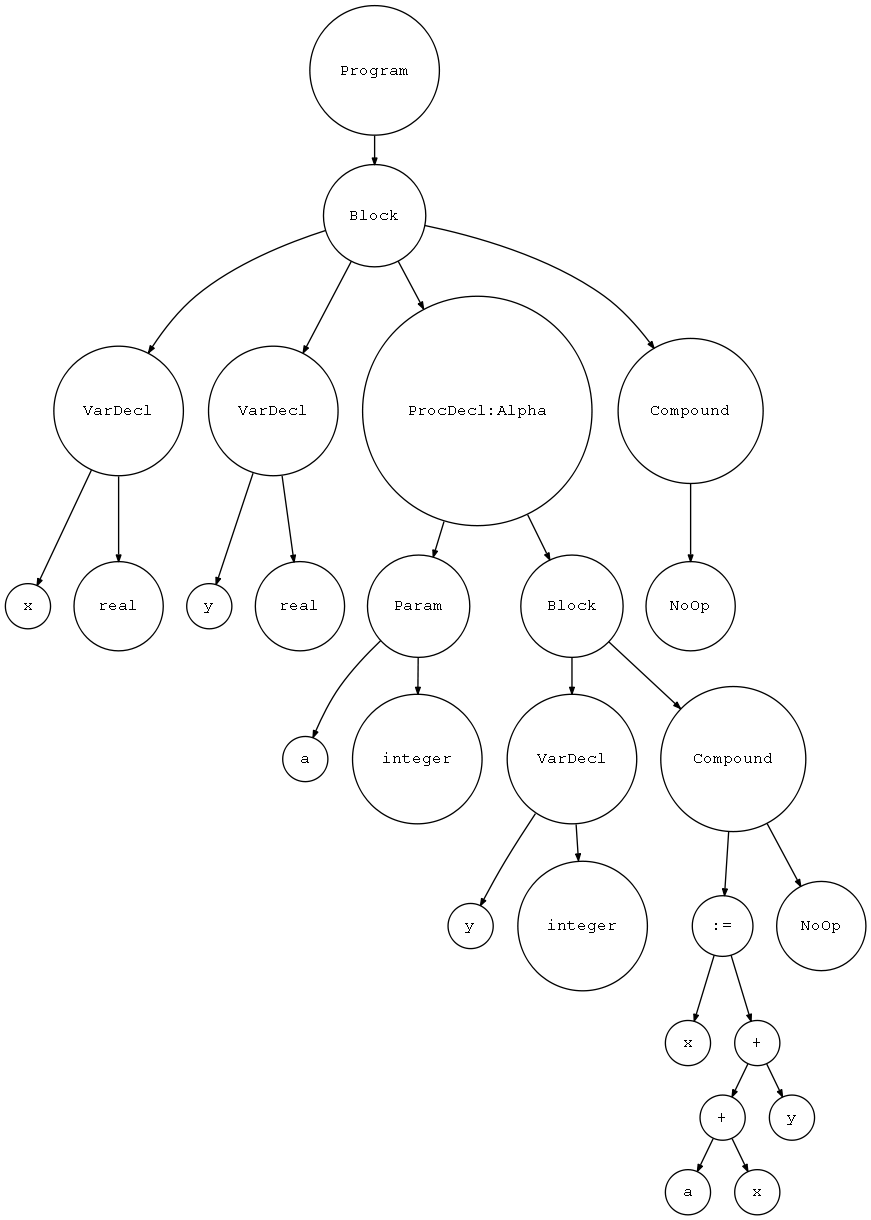 Program
Block
VarDecl
VarDecl
ProcDecl:Alpha
Compound
x
real
y
real
Param
Block
NoOp
a
integer
VarDecl
Compound
y
integer
:=
NoOp
x
+
+
y
a
x